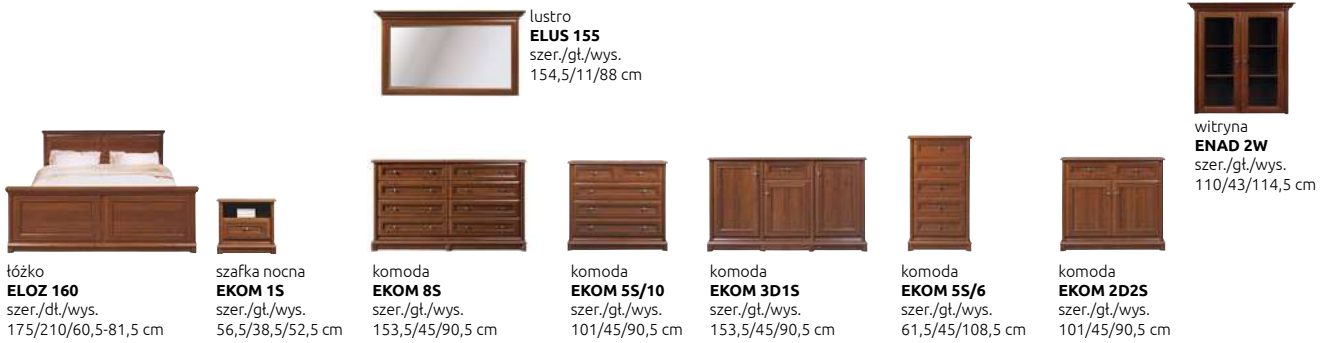 lustro
ELUS 155
szer./gł./wys.
154,5/11/88 cm
witryna
ENAD 2W
szer./gł./wys.
110/43/114,5 cm
łóżko
ELOZ 160
szer./dł./wys.
175/210/60,5-81,5 cm
szafka nocna
EKOM 1S
szer./gł./wys.
56,5/38,5/52,5 cm
komoda
EKOM 8S
szer./gł./wys.
153,5/45/90,5 cm
komoda
EKOM 5S/10
szer./gł./wys.
101/45/90,5 cm
komoda
EKOM 3D1S
szer./gł./wys.
153,5/45/90,5 cm
komoda
EKOM 5S/6
szer./gł./wys.
61,5/45/108,5 cm
komoda
EKOM 2D2S
szer./gł./wys.
101/45/90,5 cm